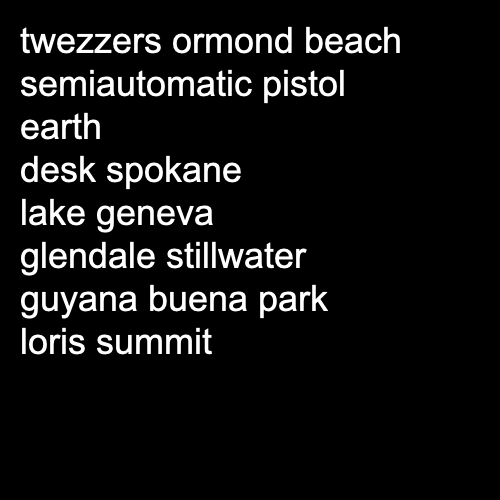 twezzers ormond beach
semiautomatic pistol
earth
desk spokane
lake geneva
glendale stillwater
guyana buena park
loris summit